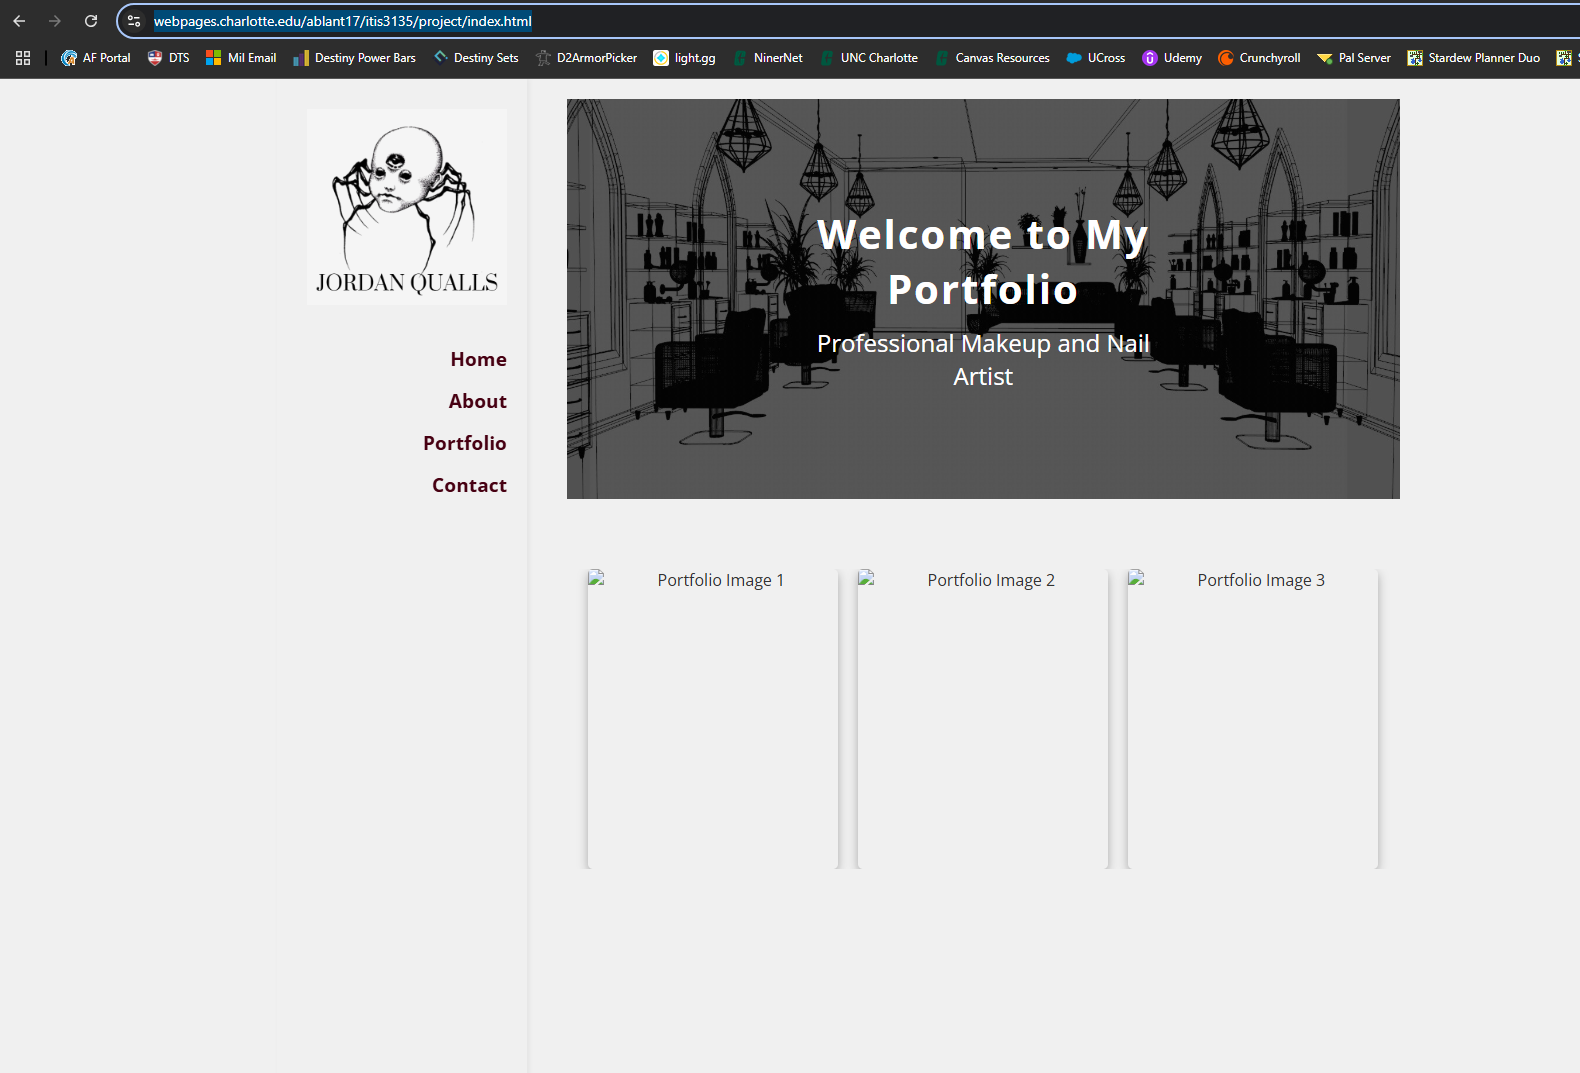 webpages.charlotte.edu/ablant17/itis3135/project/index.html
AF Portal DTS Mil Email Destiny Power Bars Destiny Sets D2ArmorPicker light.gg NinerNet UNC Charlotte Canvas Resources UCross Udemy Crunchyroll Pal Server Stardew Planner Duo
JORDAN QUALLS
Home
About
Portfolio
Contact
Welcome to My
Portfolio
Professional Makeup and Nail
Artist
Portfolio Image 1 Portfolio Image 2 Portfolio Image 3